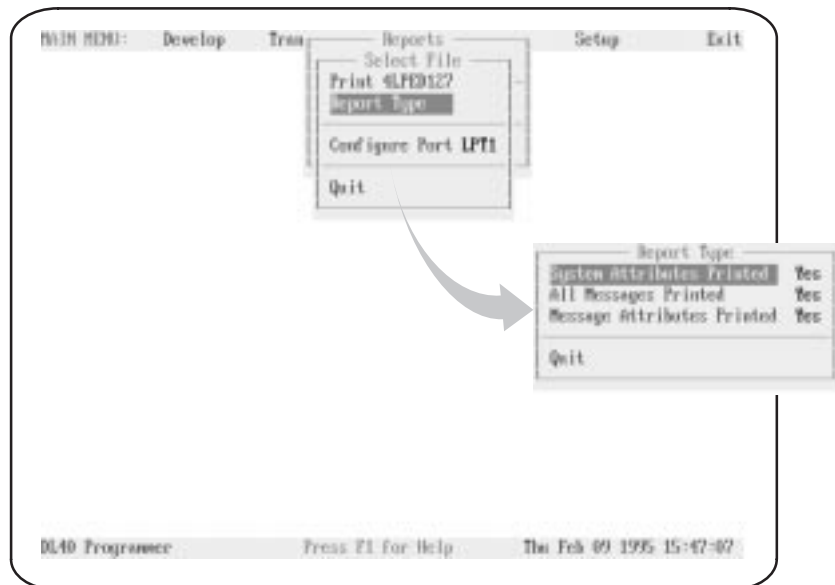 MAIN MENU: Develop Tran Reports Setup Exit
Select File
Print 4LPED127
Report Type
Configure Port LPT1
Quit
Report Type
System Attributes Printed Yes
All Messages Printed Yes
Message Attributes Printed Yes
Quit
DL40 Programmer Press F1 for Help Thu Feb 09 1995 15:47:07